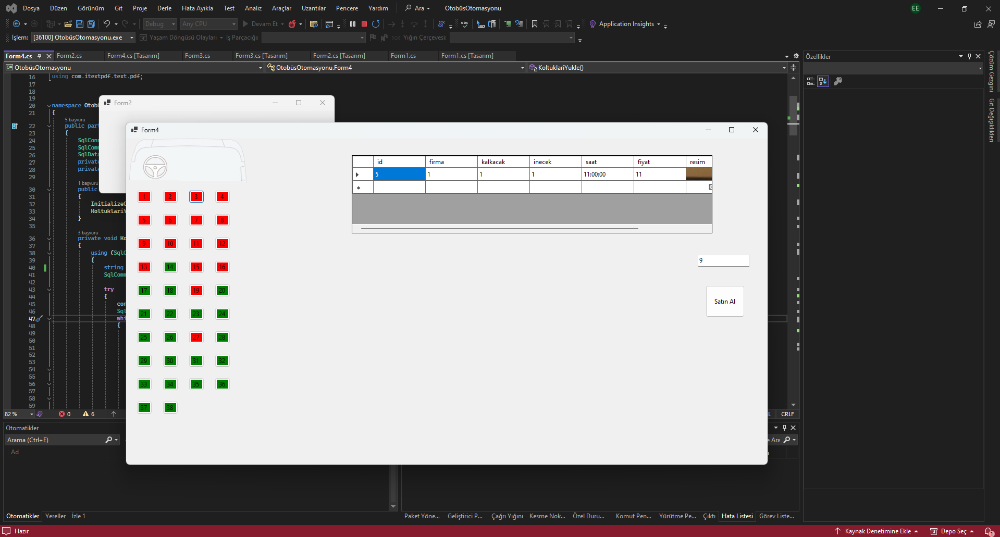 Dosya Düzen Görünüm Git Proje Derle Hata Ayıkla Test Analiz Araçlar Uzantılar Pencere Yardım Ara OtobüsOtomasyonu EE
Debug Any CPU Devam Et Application Insights
İşlem: [36100] OtobüsOtomasyonu.exe Yaşam Döngüsü Olayları İş Parçacığı: Yığın Çerçevesi:
Form4.cs Form2.cs Form4.cs [Tasarım] Form3.cs Form3.cs [Tasarım] Form2.cs [Tasarım] Form1.cs Form1.cs [Tasarım]
OtobüsOtomasyonu OtobüsOtomasyonu.Form4 KoltuklariYukle()
16 using com.itextpdf.text.pdf;
17
18
19
20 namespace Otobü
21 {
5 başvuru
22 public part
23 {
24 SqlConn
25 SqlComm
26 SqlData
27 private
28 private
29
1 başvuru
30 public
31 {
32 InitializeC
33 KoltuklariY
34 }
35
3 başvuru
36 private void Ko
37 {
38 using (SqlC
39 {
40 string
41 SqlComm
42
43 try
44 {
45 con
46 Sql
47 whi
48 {
49
50
51
52
53
54
55
56
57
58
59
82 % 0 6 CRLF
Form2
Form4
id firma kalkacak inecek saat fiyat resim
5 1 1 1 11:00:00 11
1 2 3 4
5 6 7 8
9 10 11 12
13 14 15 16
17 18 19 20
21 22 23 24
25 26 27 28
29 30 31 32
33 34 35 36
37 38
9
Satın Al
Özellikler
Çözüm Gezgini
Git Değişiklikleri
Otomatikler
Arama (Ctrl+E)
Ad
Otomatikler Yereller İzle 1
Paket Yöne... Geliştirici P... Çağrı Yığını Kesme Nok... Özel Duru... Komut Pen... Yürütme Pe... Çıktı Hata Listesi Görev Liste...
Hazır Kaynak Denetimine Ekle Depo Seç 1